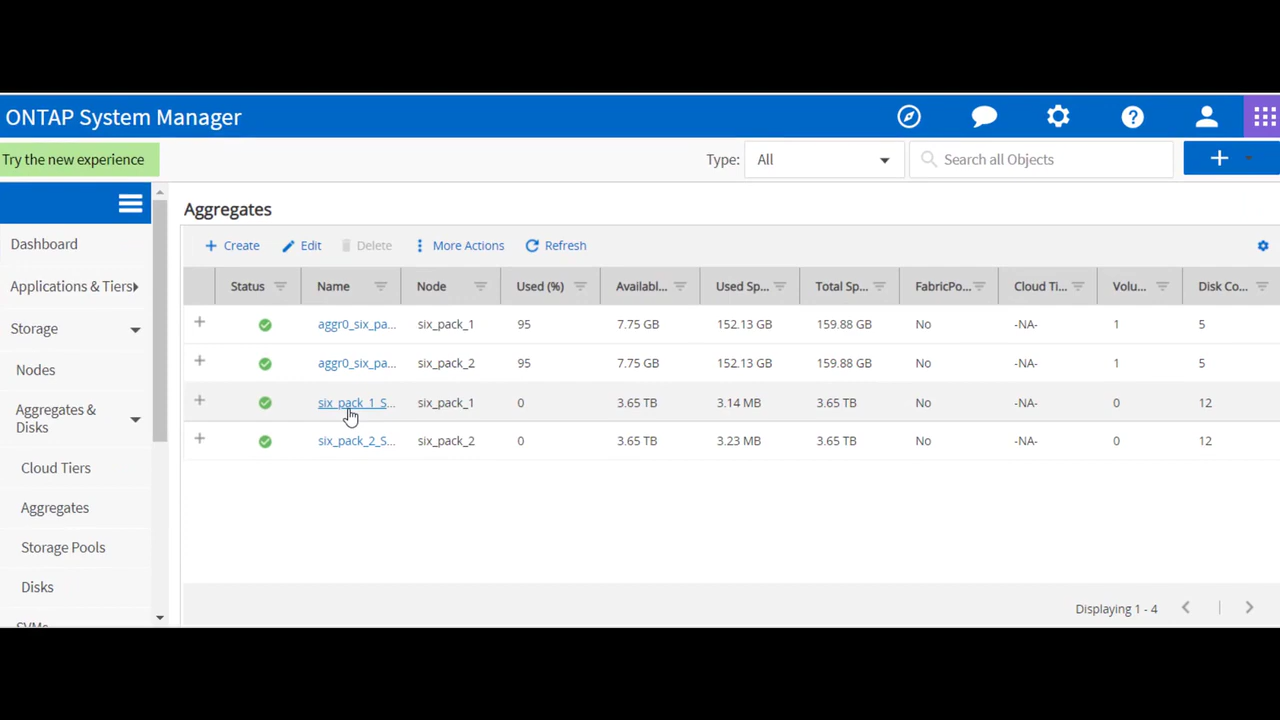 ONTAP System Manager
Try the new experience
Type: All Search all Objects
Aggregates
Dashboard
Applications & Tiers
Storage
Nodes
Aggregates &
Disks
Cloud Tiers
Aggregates
Storage Pools
Disks
SVMs
+ Create Edit Delete More Actions Refresh
Status Name Node Used (%) Availabl... Used Sp... Total Sp... FabricPo... Cloud Ti... Volu... Disk Co...
aggr0_six_pa... six_pack_1 95 7.75 GB 152.13 GB 159.88 GB No -NA- 1 5
aggr0_six_pa... six_pack_2 95 7.75 GB 152.13 GB 159.88 GB No -NA- 1 5
six_pack_1_S... six_pack_1 0 3.65 TB 3.14 MB 3.65 TB No -NA- 0 12
six_pack_2_S... six_pack_2 0 3.65 TB 3.23 MB 3.65 TB No -NA- 0 12
Displaying 1 - 4